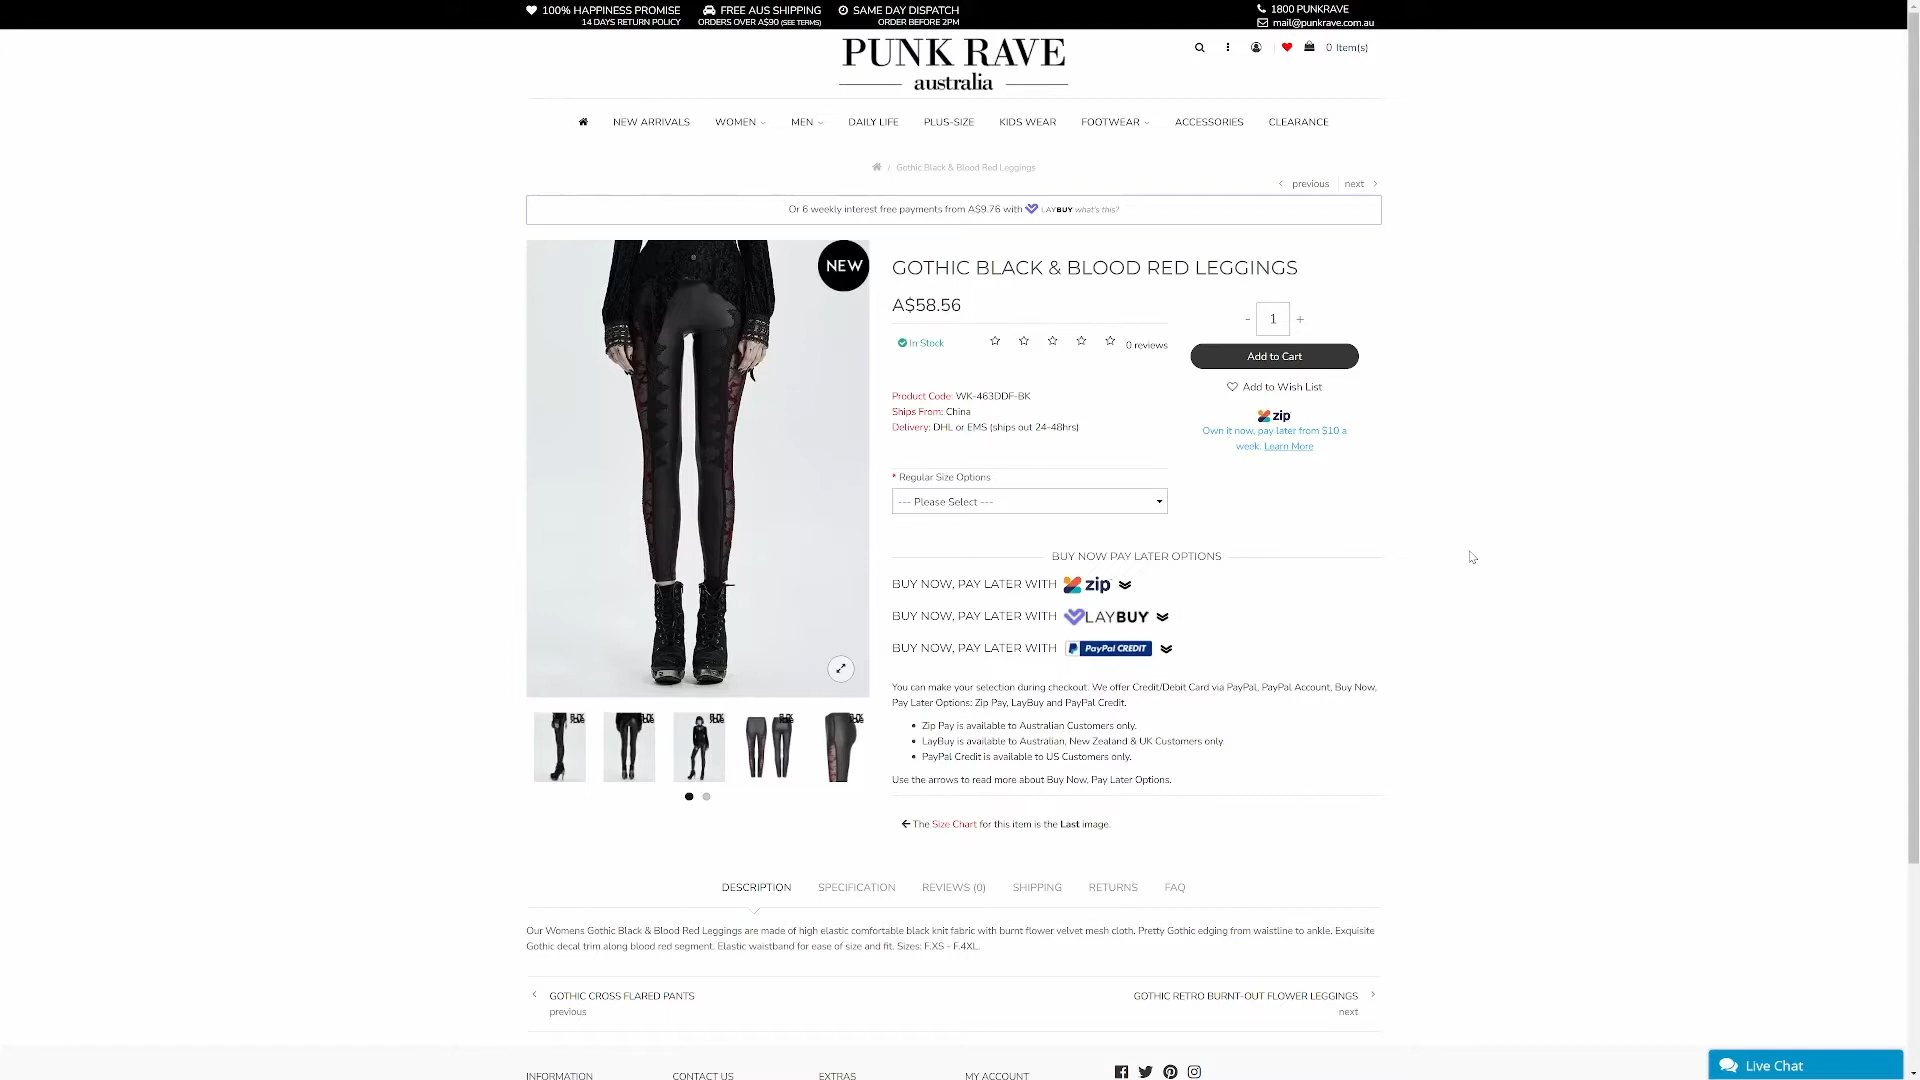 100% HAPPINESS PROMISE
14 DAYS RETURN POLICY
FREE AUS SHIPPING
ORDERS OVER A$90 (SEE TERMS)
SAME DAY DISPATCH
ORDER BEFORE 2PM
1800 PUNKRAVE
mail@punkrave.com.au
PUNK RAVE
australia
0 Item(s)
NEW ARRIVALS WOMEN MEN DAILY LIFE PLUS-SIZE KIDS WEAR FOOTWEAR ACCESSORIES CLEARANCE
/ Gothic Black & Blood Red Leggings
previous next
Or 6 weekly interest free payments from A$9.76 with LAYBUY what's this?
NEW
GOTHIC BLACK & BLOOD RED LEGGINGS
A$58.56
In Stock
0 reviews
- 1 +
Add to Cart
Add to Wish List
zip
Own it now, pay later from $10 a
week. Learn More
Product Code: WK-463DDF-BK
Ships From: China
Delivery: DHL or EMS (ships out 24-48hrs)
* Regular Size Options
--- Please Select ---
BUY NOW PAY LATER OPTIONS
BUY NOW, PAY LATER WITH zip
BUY NOW, PAY LATER WITH LAYBUY
BUY NOW, PAY LATER WITH PayPal CREDIT
You can make your selection during checkout. We offer Credit/Debit Card via PayPal, PayPal Account, Buy Now,
Pay Later Options: Zip Pay, LayBuy and PayPal Credit.
• Zip Pay is available to Australian Customers only.
• LayBuy is available to Australian, New Zealand & UK Customers only
• PayPal Credit is available to US Customers only.
Use the arrows to read more about Buy Now, Pay Later Options.
The Size Chart for this item is the Last image.
DESCRIPTION SPECIFICATION REVIEWS (0) SHIPPING RETURNS FAQ
Our Womens Gothic Black & Blood Red Leggings are made of high elastic comfortable black knit fabric with burnt flower velvet mesh cloth. Pretty Gothic edging from waistline to ankle. Exquisite
Gothic decal trim along blood red segment. Elastic waistband for ease of size and fit. Sizes: F.XS - F.4XL.
GOTHIC CROSS FLARED PANTS
previous
GOTHIC RETRO BURNT-OUT FLOWER LEGGINGS
next
INFORMATION CONTACT US EXTRAS MY ACCOUNT
Live Chat